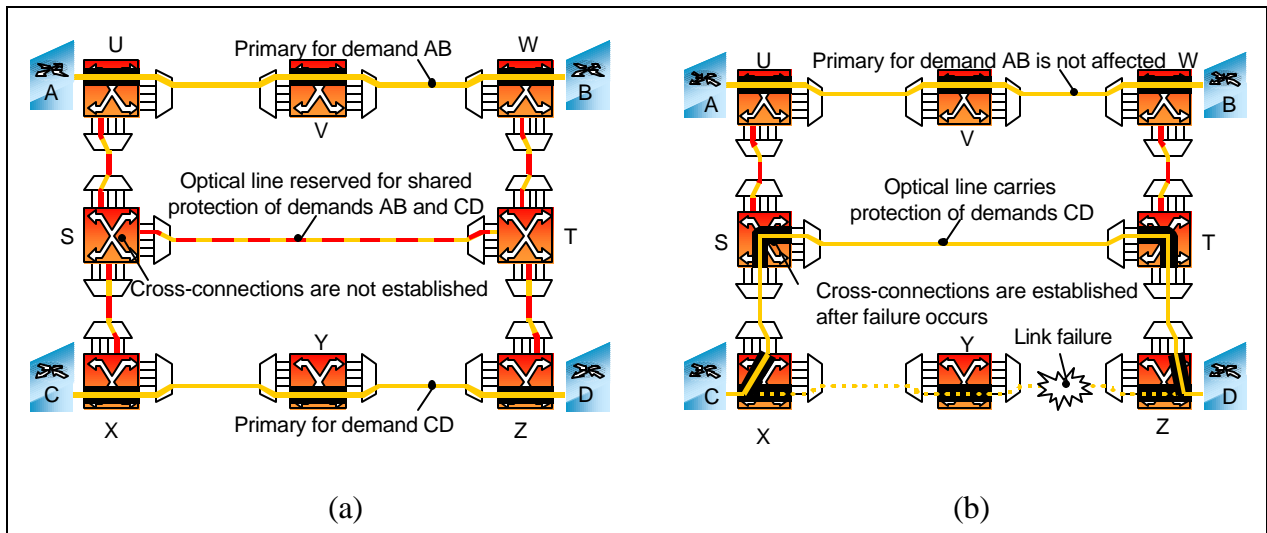 U
Primary for demand AB
W
A
B
V
Optical line reserved for shared
protection of demands AB and CD
S
T
Cross-connections are not established
Y
C
D
Primary for demand CD
X
Z
(a)
U
Primary for demand AB is not affected
W
A
B
V
Optical line carries
protection of demands CD
S
T
Cross-connections are established
after failure occurs
Y
Link failure
C
D
X
Z
(b)